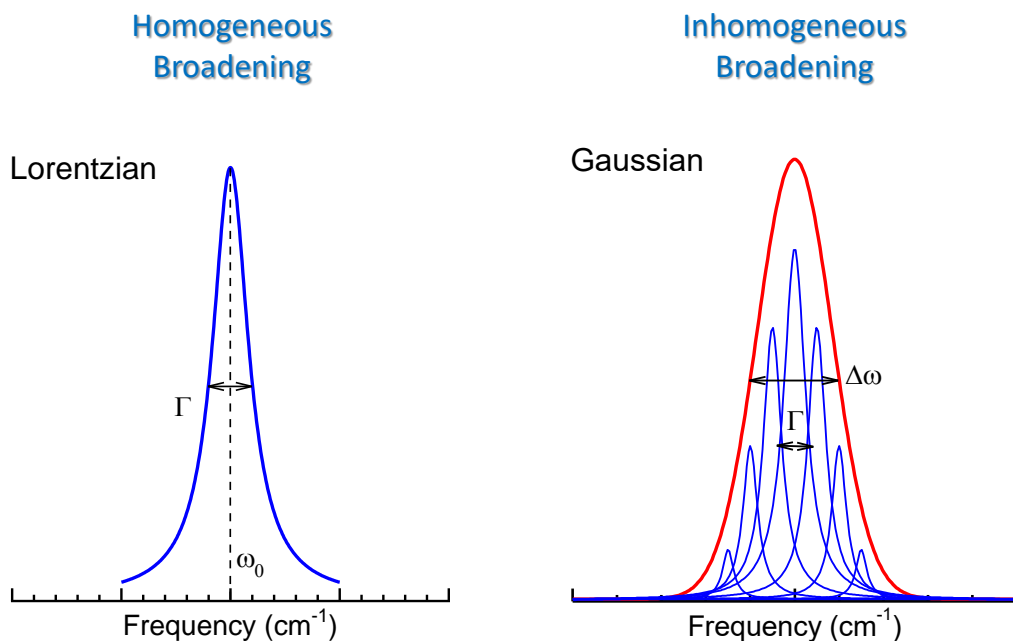 Homogeneous
Broadening
Lorentzian
Γ
ω₀
Frequency (cm⁻¹)
Inhomogeneous
Broadening
Gaussian
Δω
Γ
Frequency (cm⁻¹)